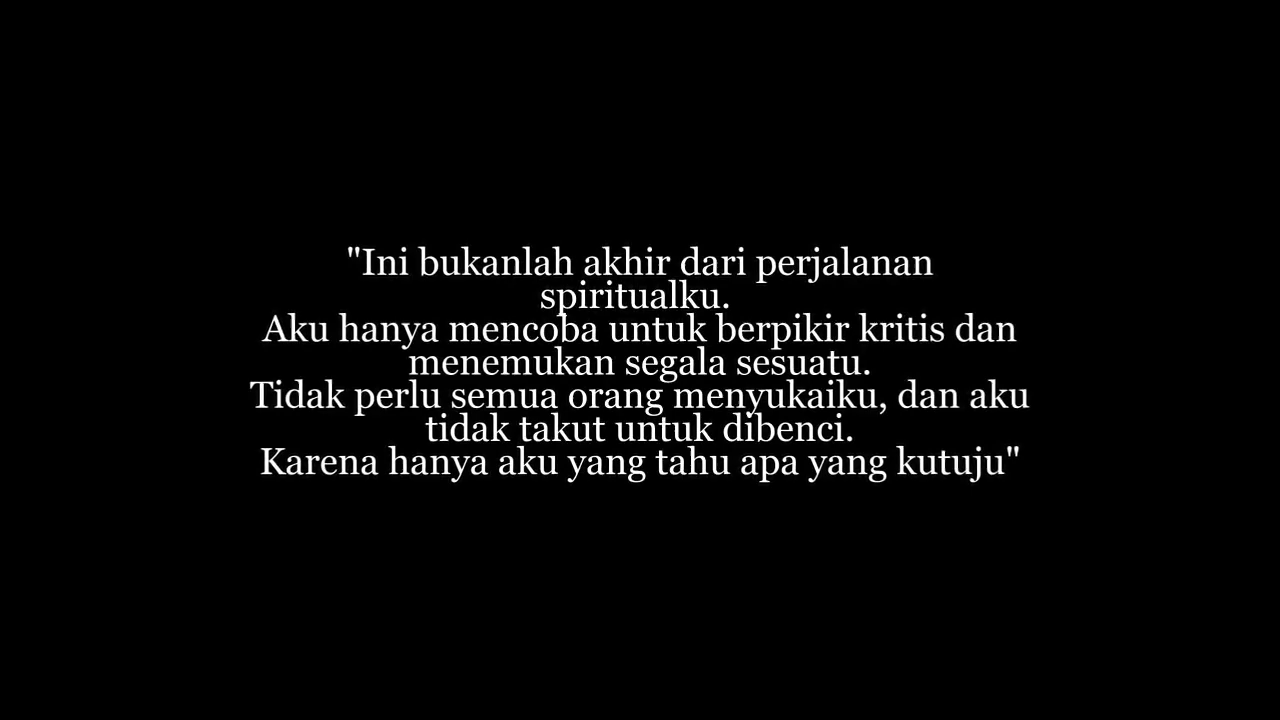 "Ini bukanlah akhir dari perjalanan
spiritualku.
Aku hanya mencoba untuk berpikir kritis dan
menemukan segala sesuatu.
Tidak perlu semua orang menyukaiku, dan aku
tidak takut untuk dibenci.
Karena hanya aku yang tahu apa yang kutuju"